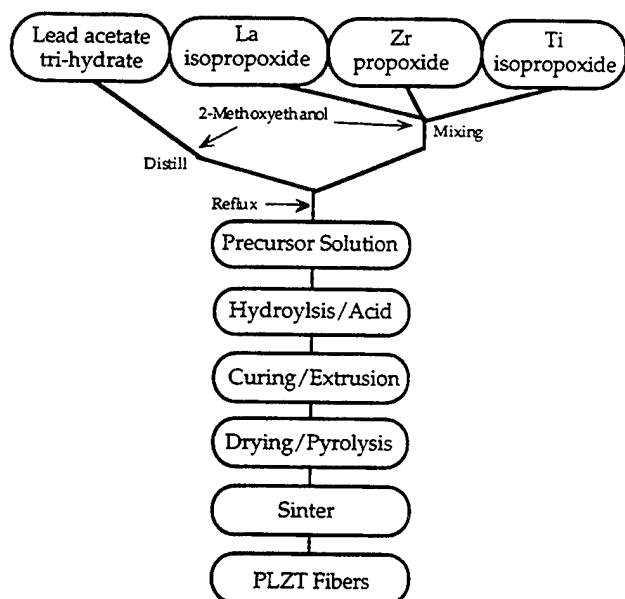 Lead acetate
tri-hydrate
La
isopropoxide
Zr
propoxide
Ti
isopropoxide
2-Methoxyethanol
Mixing
Distill
Reflux
Precursor Solution
Hydroylsis/Acid
Curing/Extrusion
Drying/Pyrolysis
Sinter
PLZT Fibers